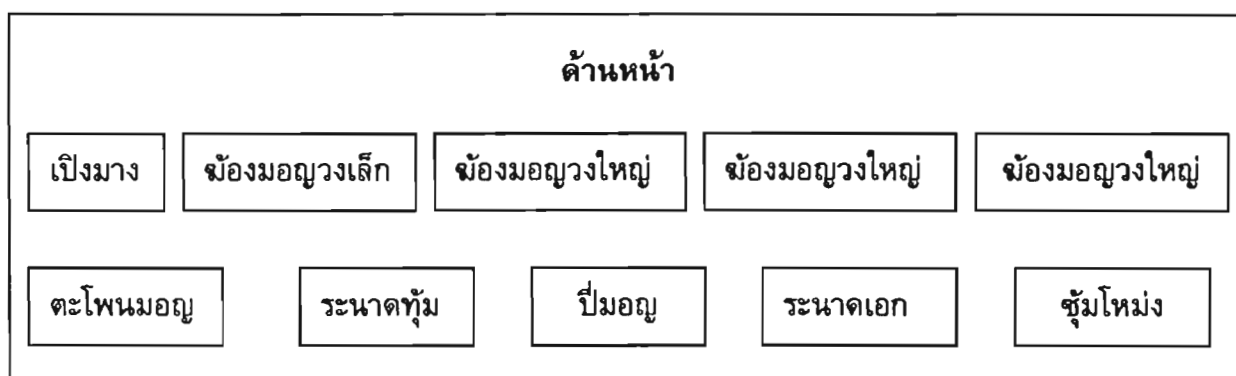 ด้านหน้า
เปิงมาง ฆ้องมอญวงเล็ก ฆ้องมอญวงใหญ่ ฆ้องมอญวงใหญ่ ฆ้องมอญวงใหญ่
ตะโพนมอญ ระนาดทุ้ม ปี่มอญ ระนาดเอก ซุ้มโหม่ง